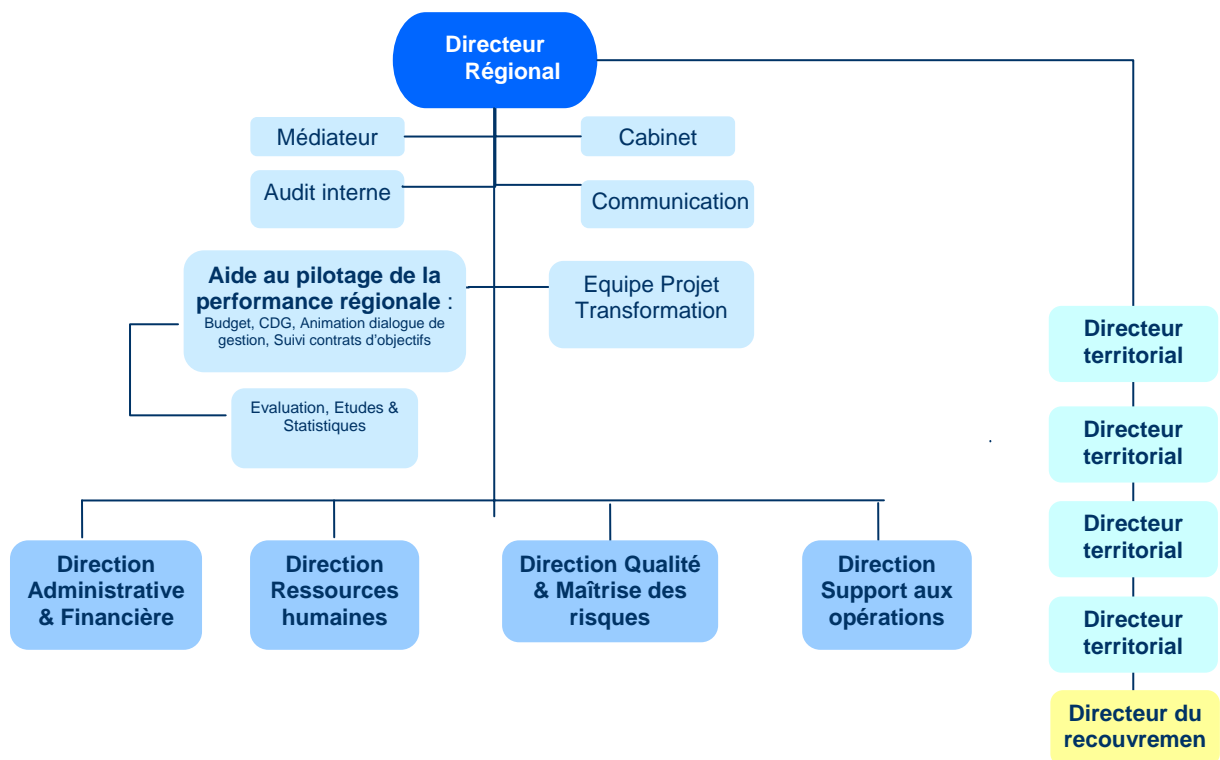 Directeur
Régional
Médiateur
Cabinet
Audit interne
Communication
Aide au pilotage de la
performance régionale :
Budget, CDG, Animation dialogue de
gestion, Suivi contrats d'objectifs
Equipe Projet
Transformation
Evaluation, Etudes &
Statistiques
Direction
Administrative
& Financière
Direction
Ressources
humaines
Direction Qualité
& Maîtrise des
risques
Direction
Support aux
opérations
Directeur
territorial
Directeur
territorial
Directeur
territorial
Directeur
territorial
Directeur du
recouvremen